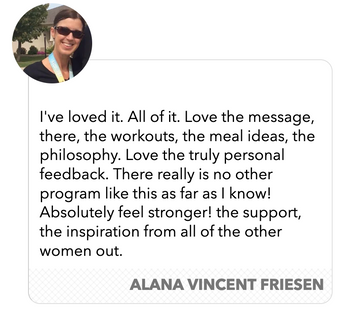 I've loved it. All of it. Love the message,
there, the workouts, the meal ideas, the
philosophy. Love the truly personal
feedback. There really is no other
program like this as far as I know!
Absolutely feel stronger! the support,
the inspiration from all of the other
women out.
ALANA VINCENT FRIESEN